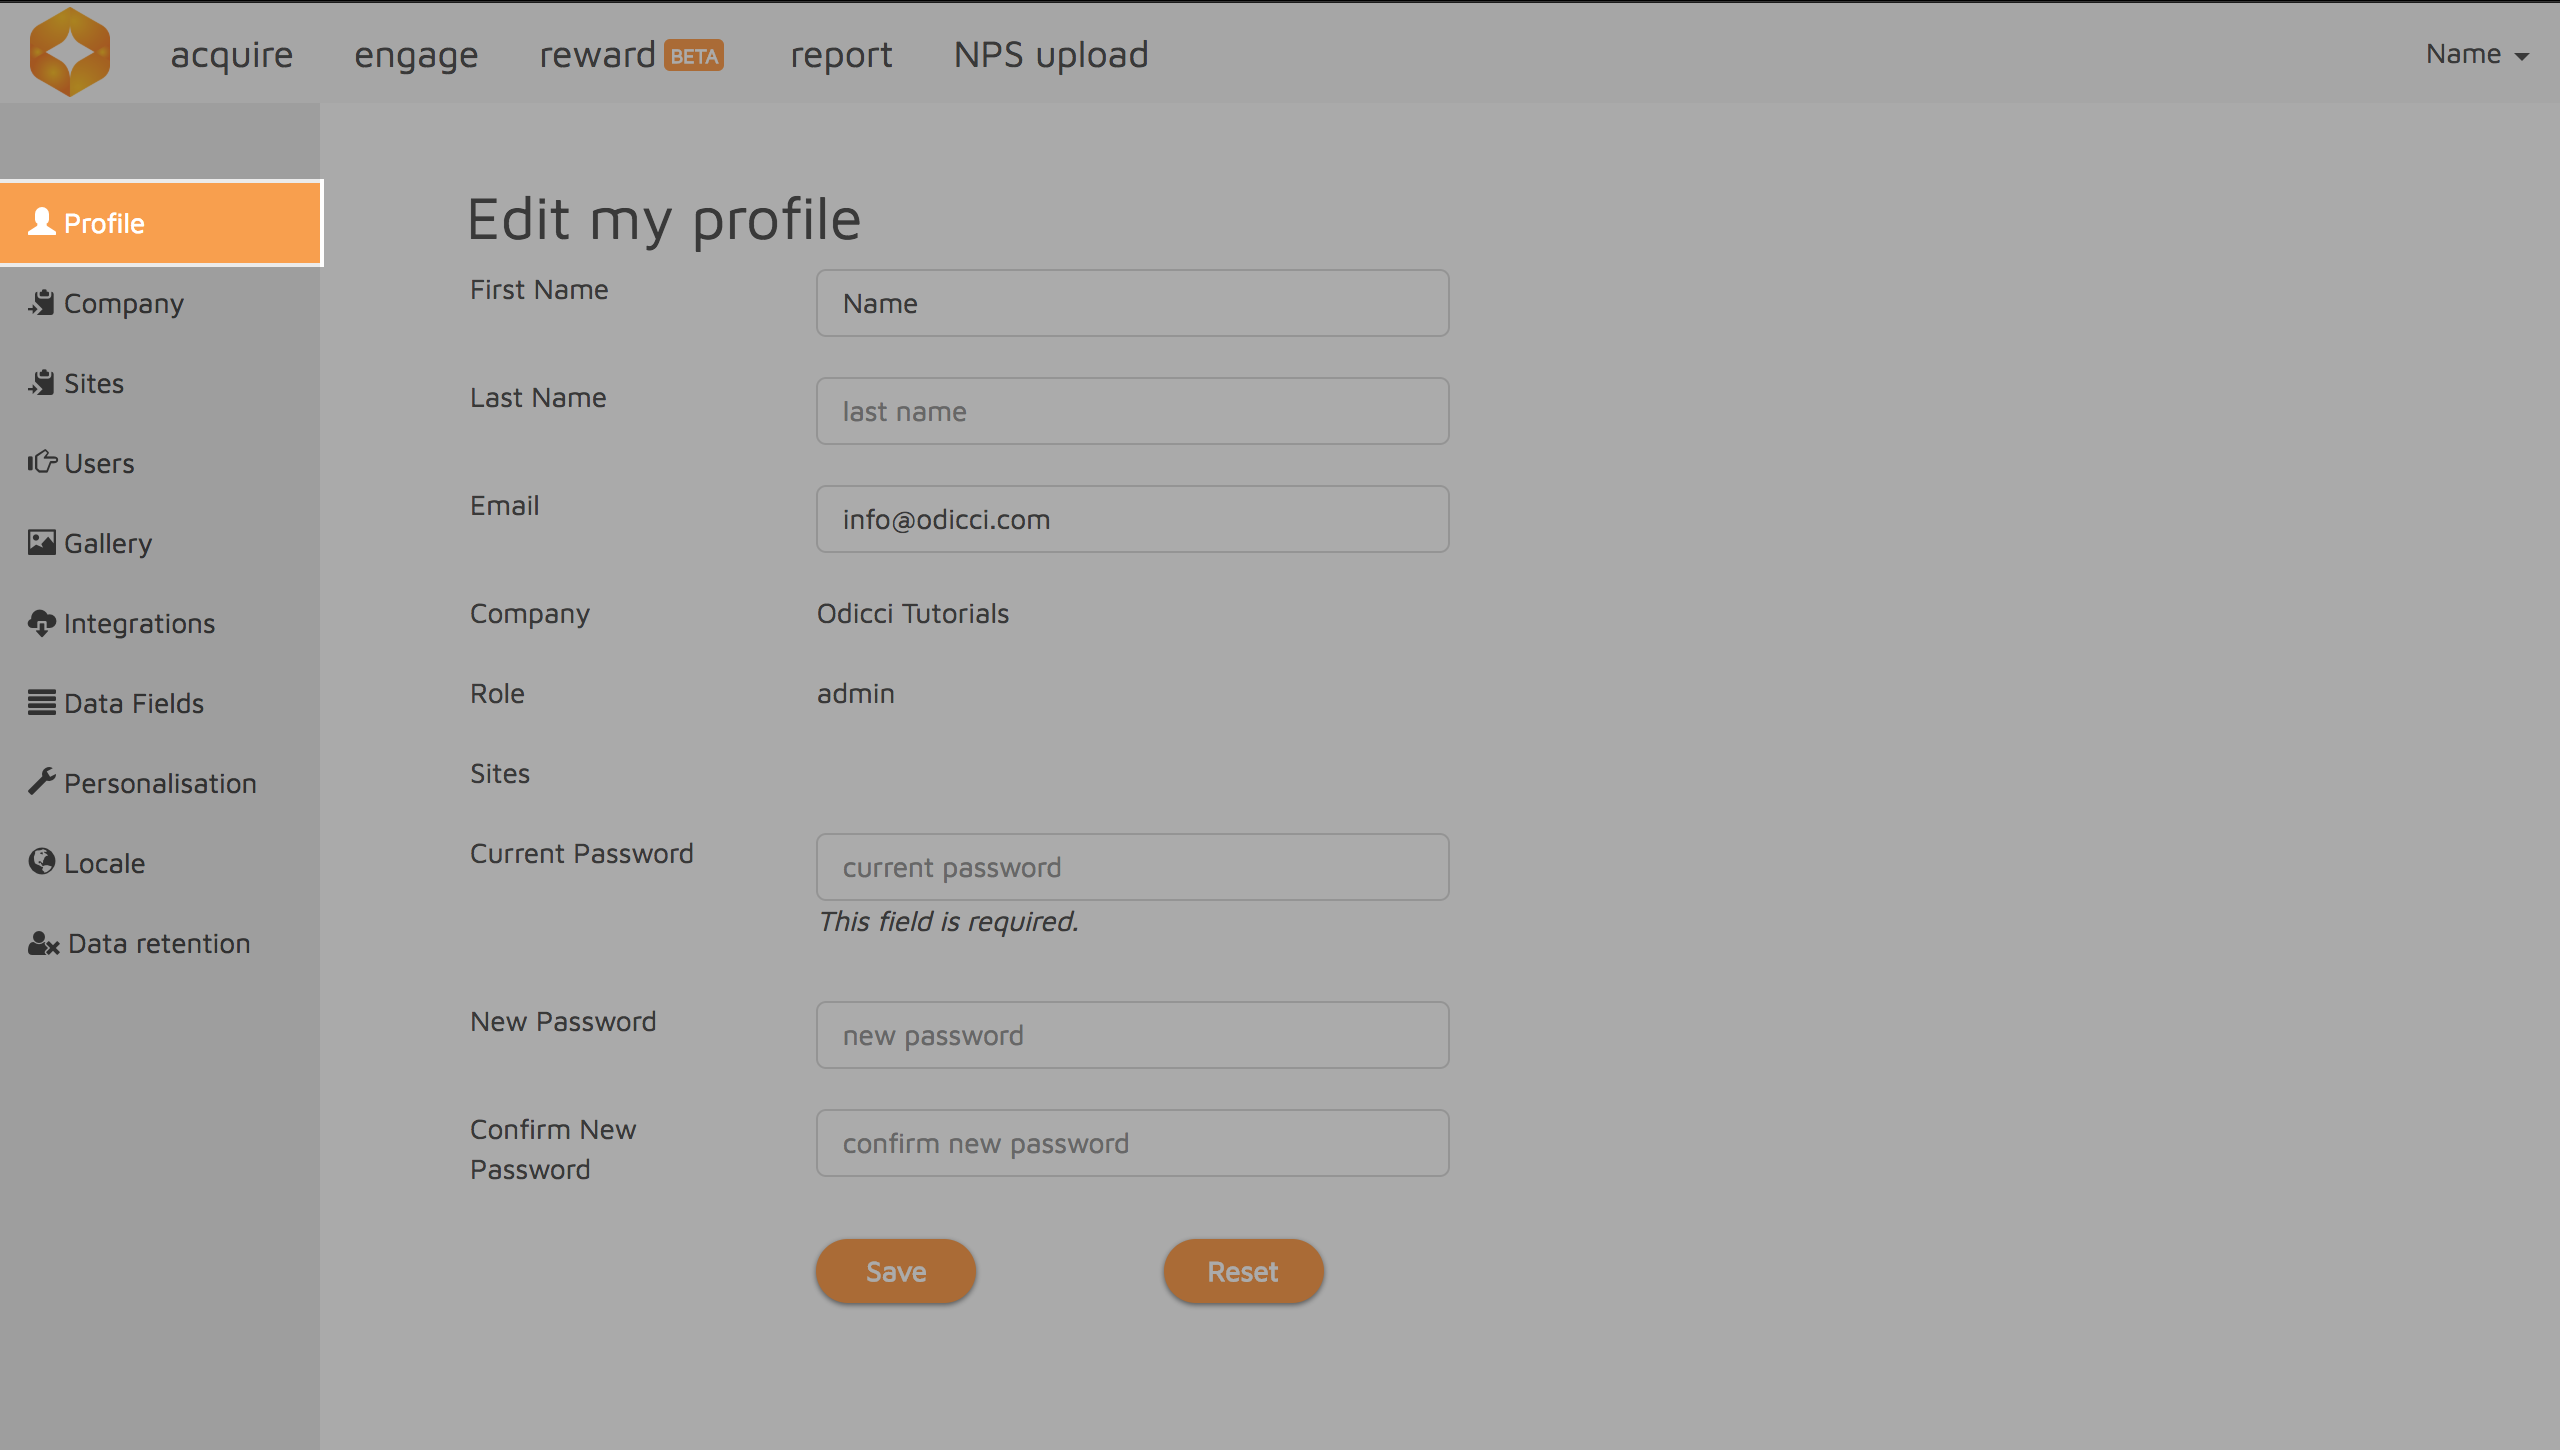 acquire engage reward BETA report NPS upload Name
Profile
Company
Sites
Users
Gallery
Integrations
Data Fields
Personalisation
Locale
Data retention
Edit my profile
First Name Name
Last Name last name
Email info@odicci.com
Company Odicci Tutorials
Role admin
Sites
Current Password current password
This field is required.
New Password new password
Confirm New
Password
confirm new password
Save Reset